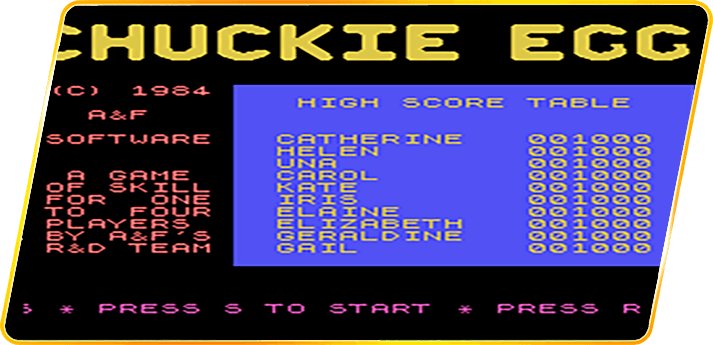 CHUCKIE EGG
(C) 1984
A&F
SOFTWARE
A GAME
OF SKILL
FOR ONE
TO FOUR
PLAYERS
BY A&F'S
R&D TEAM
HIGH SCORE TABLE
CATHERINE 001000
HELEN 001000
UNA 001000
CAROL 001000
KATE 001000
IRIS 001000
ELAINE 001000
ELIZABETH 001000
GERALDINE 001000
GAIL 001000
S * PRESS S TO START * PRESS R